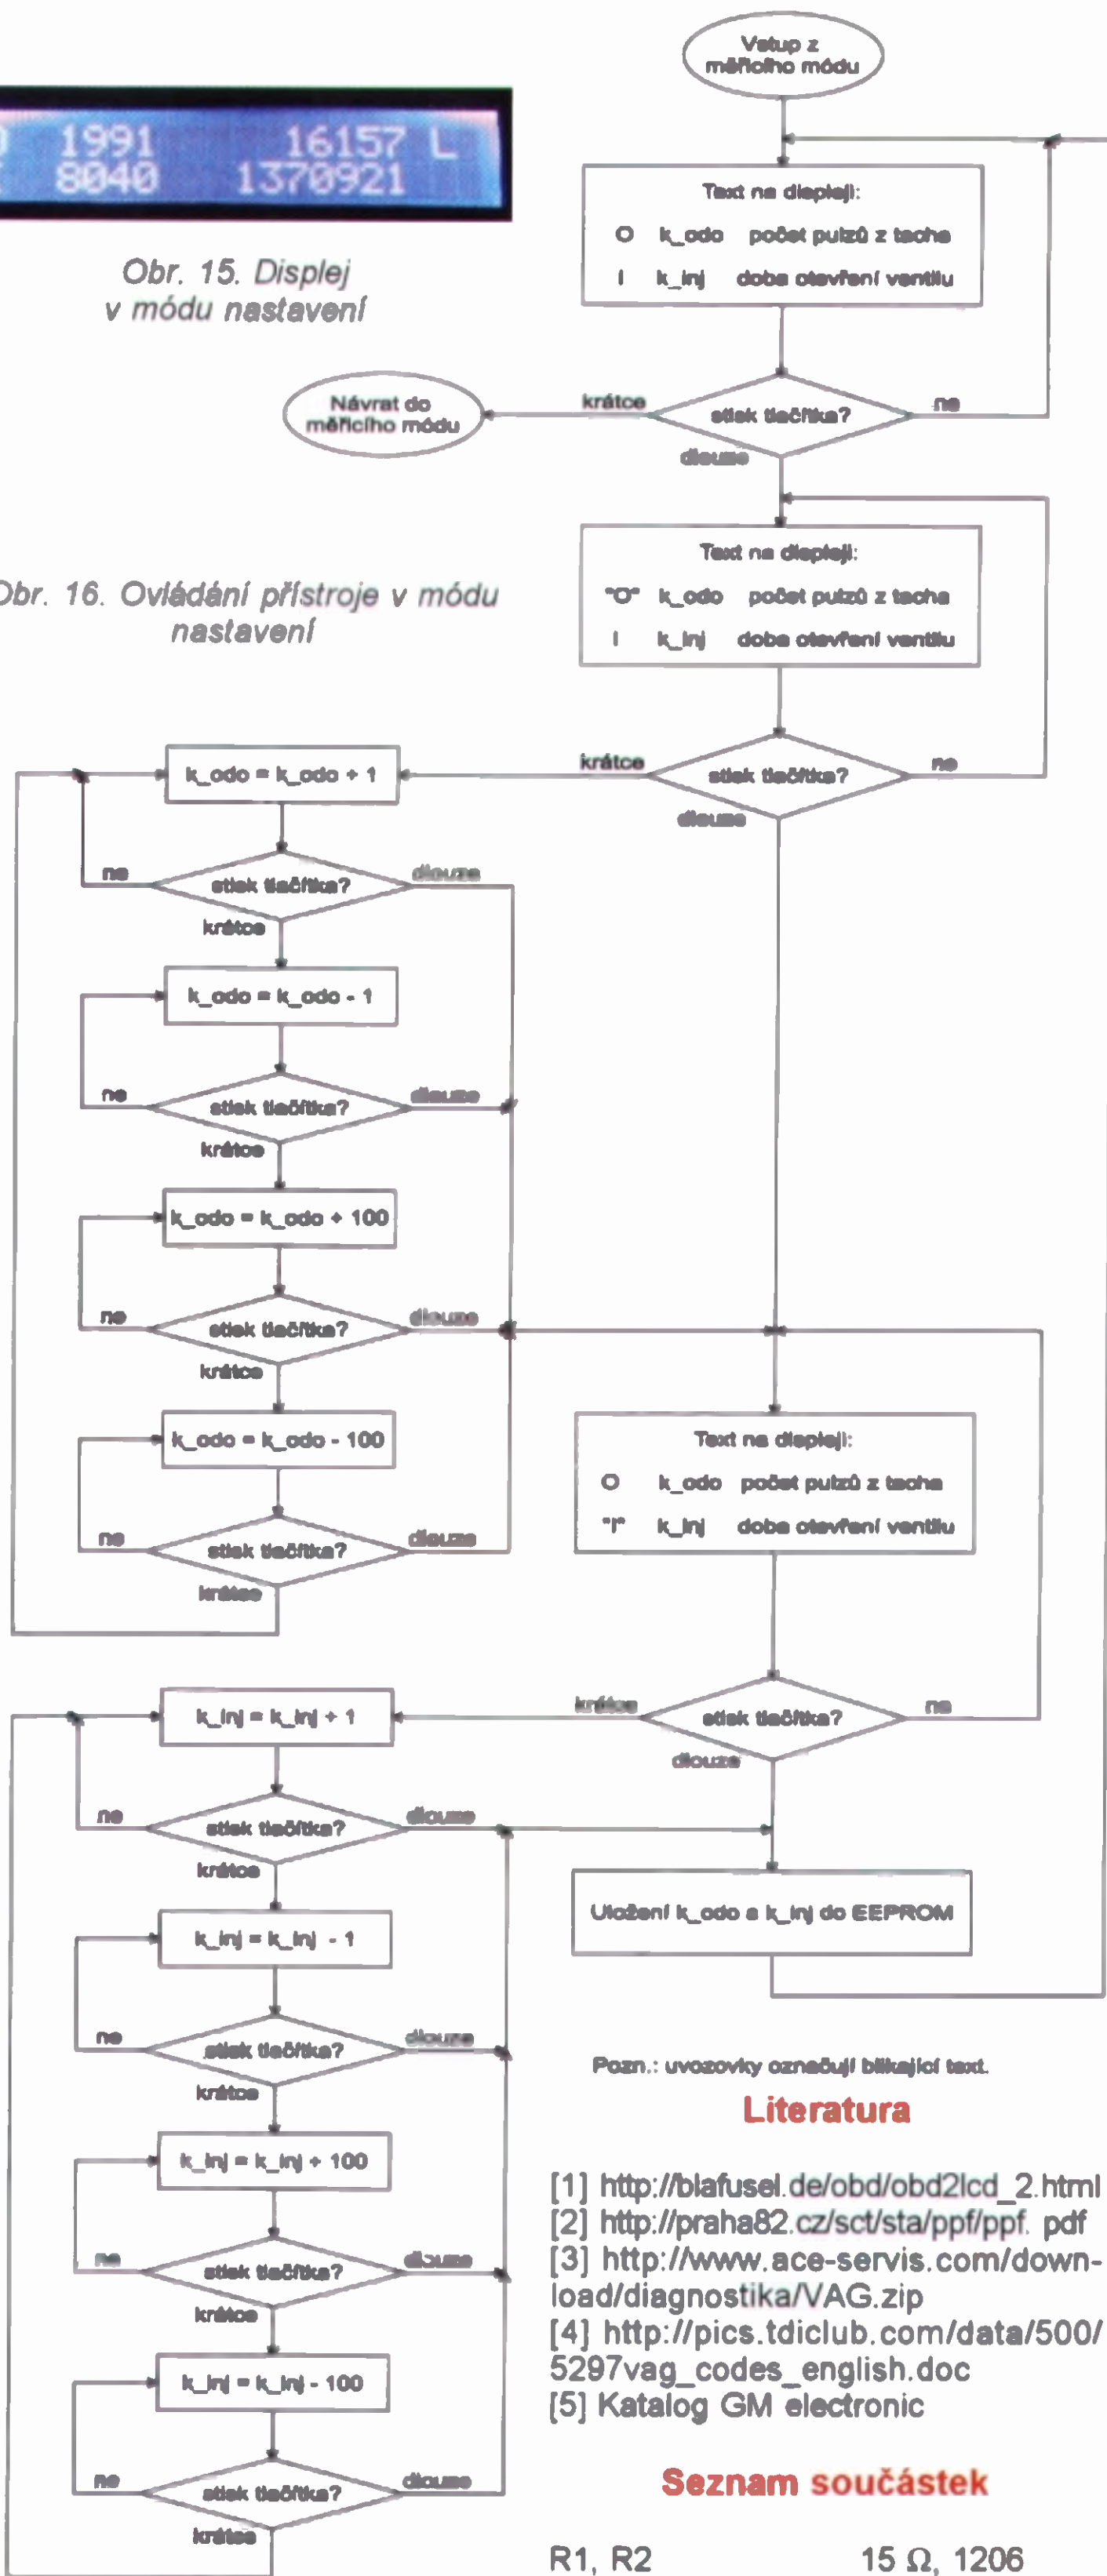 1991 16157 L
8040 1370921
Obr. 15. Displej
v módu nastavení
Vstup z
měřicího módu
Text na displeji:
O k_odo počet pulzů z tacha
I k_inj doba otevření ventilu
Návrat do
měřicího módu
krátce
stisk tlačítka?
ne
dlouze
Obr. 16. Ovládání přístroje v módu
nastavení
Text na displeji:
"O" k_odo počet pulzů z tacha
I k_inj doba otevření ventilu
krátce
stisk tlačítka?
ne
dlouze
k_odo = k_odo + 1
ne
stisk tlačítka?
dlouze
krátce
k_odo = k_odo - 1
ne
stisk tlačítka?
dlouze
krátce
k_odo = k_odo + 100
ne
stisk tlačítka?
dlouze
krátce
k_odo = k_odo - 100
ne
stisk tlačítka?
dlouze
krátce
Text na displeji:
O k_odo počet pulzů z tacha
"I" k_inj doba otevření ventilu
krátce
stisk tlačítka?
ne
dlouze
k_inj = k_inj + 1
ne
stisk tlačítka?
dlouze
krátce
k_inj = k_inj - 1
ne
stisk tlačítka?
dlouze
krátce
k_inj = k_inj + 100
ne
stisk tlačítka?
dlouze
krátce
k_inj = k_inj - 100
ne
stisk tlačítka?
dlouze
krátce
Uložení k_odo a k_inj do EEPROM
Pozn.: uvozovky označují blikající text.
Literatura
[1] http://blafusel.de/obd/obd2lcd_2.html
[2] http://praha82.cz/sct/sta/ppf/ppf. pdf
[3] http://www.ace-servis.com/down-
load/diagnostika/VAG.zip
[4] http://pics.tdiclub.com/data/500/
5297vag_codes_english.doc
[5] Katalog GM electronic
Seznam součástek
R1, R2 15 Ω, 1206